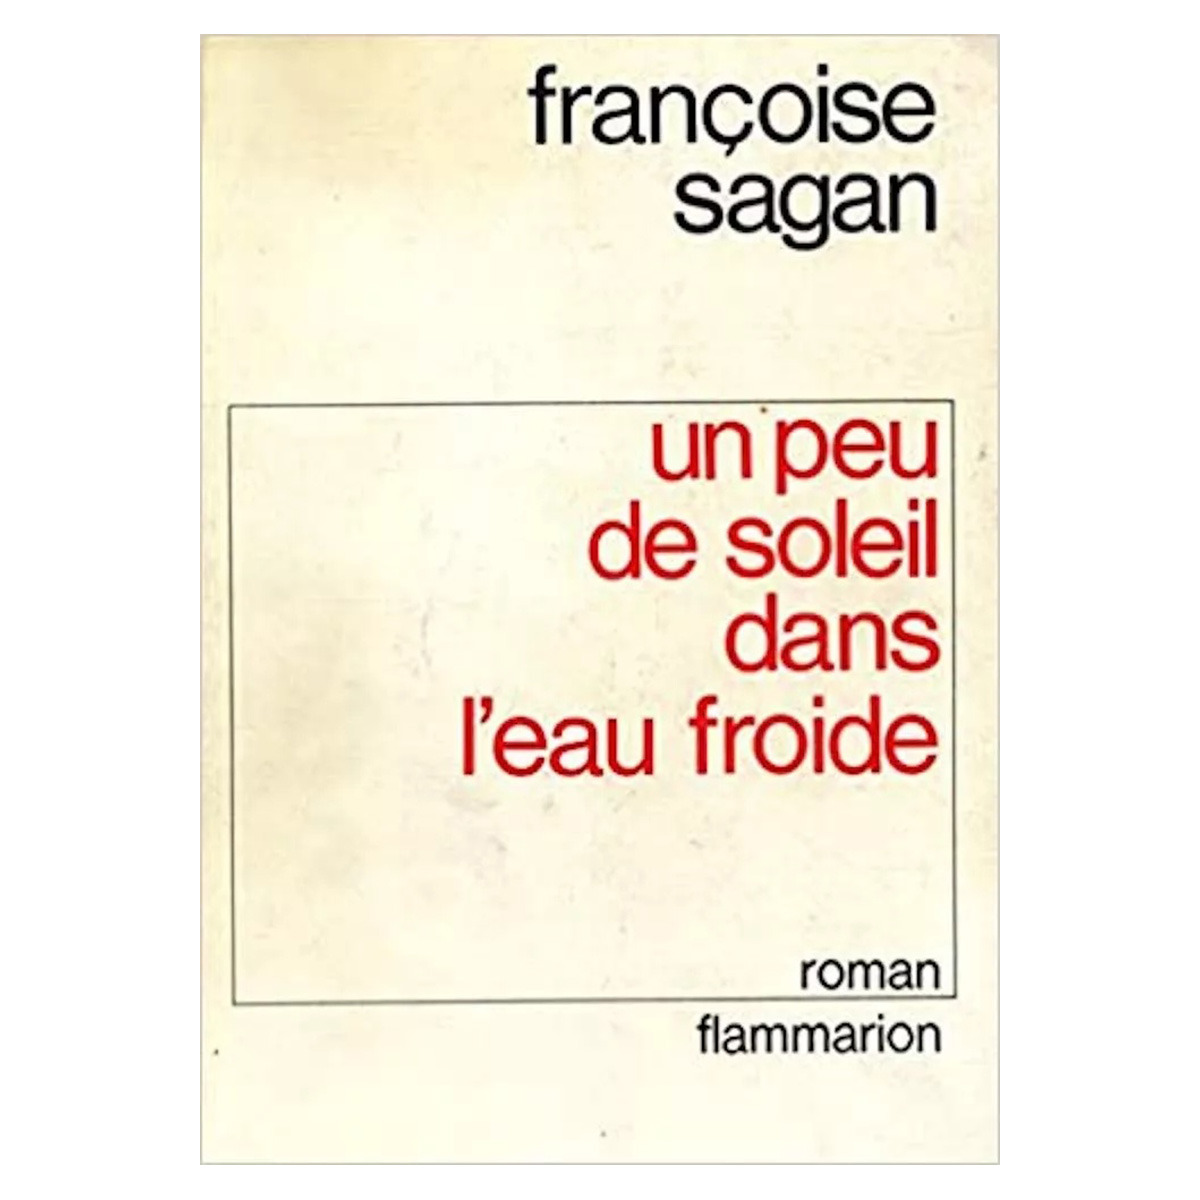 françoise
sagan
un peu
de soleil
dans
l'eau froide
roman
flammarion